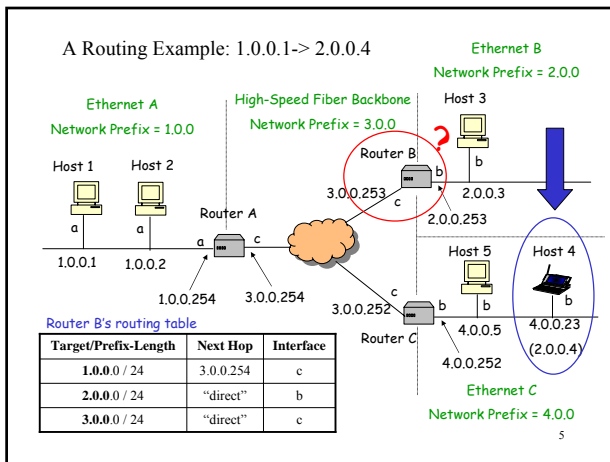 A Routing Example: 1.0.0.1-> 2.0.0.4
Ethernet B
Network Prefix = 2.0.0
Ethernet A
Network Prefix = 1.0.0
High-Speed Fiber Backbone
Network Prefix = 3.0.0
Host 3
?
Host 1
Host 2
Router B
b
b
3.0.0.253
c
2.0.0.3
2.0.0.253
Router A
a
a
a
c
1.0.0.1
1.0.0.2
Host 5
Host 4
1.0.0.254
3.0.0.254
3.0.0.252
c
b
b
b
Router C
4.0.0.5
4.0.0.23
(2.0.0.4)
4.0.0.252
Router B's routing table
Target/Prefix-Length Next Hop Interface
1.0.0.0 / 24 3.0.0.254 c
2.0.0.0 / 24 “direct” b
3.0.0.0 / 24 “direct” c
Ethernet C
Network Prefix = 4.0.0
5